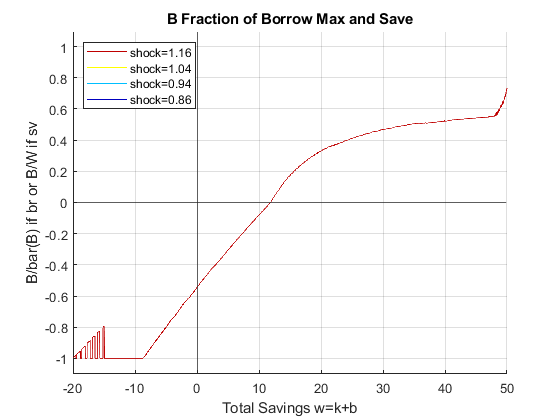 B Fraction of Borrow Max and Save
shock=1.16
shock=1.04
shock=0.94
shock=0.86
B/bar(B) if br or B/W if sv
1
0.8
0.6
0.4
0.2
0
-0.2
-0.4
-0.6
-0.8
-1
-20
-10
0
10
20
30
40
50
Total Savings w=k+b